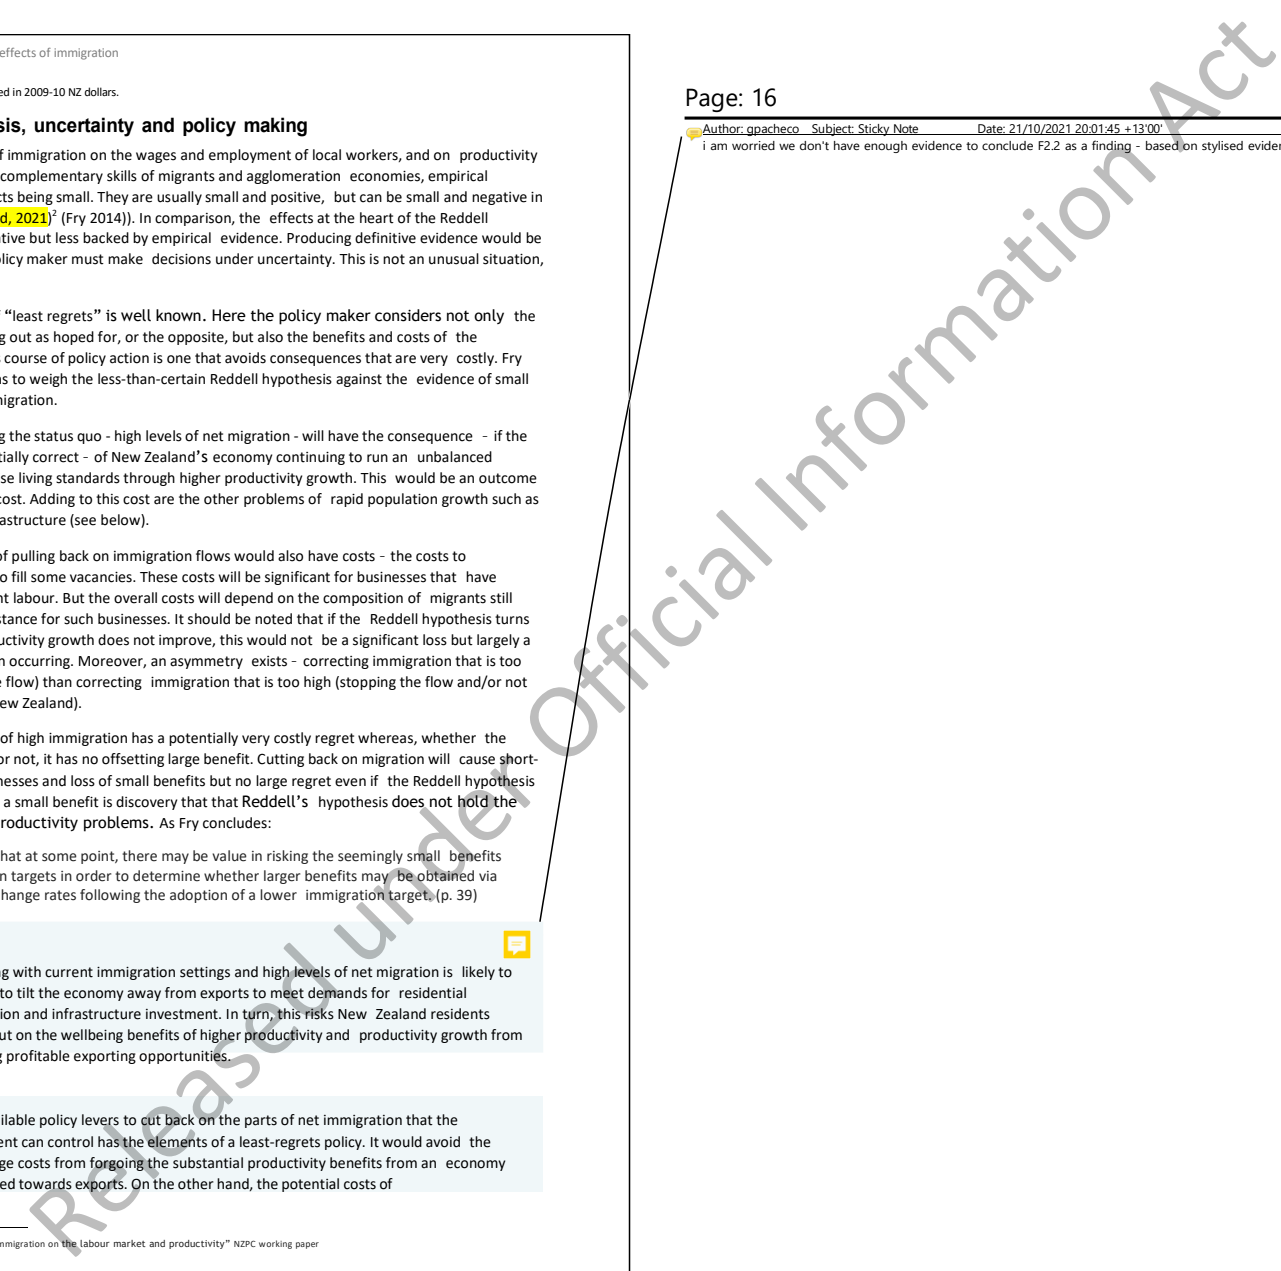 effects of immigration
ed in 2009-10 NZ dollars.
sis, uncertainty and policy making
f immigration on the wages and employment of local workers, and on productivity
complementary skills of migrants and agglomeration economies, empirical
cts being small. They are usually small and positive, but can be small and negative in
d, 2021)² (Fry 2014)). In comparison, the effects at the heart of the Reddell
ative but less backed by empirical evidence. Producing definitive evidence would be
olicy maker must make decisions under uncertainty. This is not an unusual situation,
“least regrets” is well known. Here the policy maker considers not only the
g out as hoped for, or the opposite, but also the benefits and costs of the
s course of policy action is one that avoids consequences that are very costly. Fry
ns to weigh the less-than-certain Reddell hypothesis against the evidence of small
nigration.
g the status quo - high levels of net migration - will have the consequence - if the
tially correct - of New Zealand's economy continuing to run an unbalanced
se living standards through higher productivity growth. This would be an outcome
cost. Adding to this cost are the other problems of rapid population growth such as
astructure (see below).
of pulling back on immigration flows would also have costs - the costs to
o fill some vacancies. These costs will be significant for businesses that have
nt labour. But the overall costs will depend on the composition of migrants still
stance for such businesses. It should be noted that if the Reddell hypothesis turns
uctivity growth does not improve, this would not be a significant loss but largely a
n occurring. Moreover, an asymmetry exists - correcting immigration that is too
e flow) than correcting immigration that is too high (stopping the flow and/or not
ew Zealand).
of high immigration has a potentially very costly regret whereas, whether the
or not, it has no offsetting large benefit. Cutting back on migration will cause short-
nesses and loss of small benefits but no large regret even if the Reddell hypothesis
a small benefit is discovery that that Reddell’s hypothesis does not hold the
roductivity problems. As Fry concludes:
hat at some point, there may be value in risking the seemingly small benefits
n targets in order to determine whether larger benefits may be obtained via
hange rates following the adoption of a lower immigration target. (p. 39)
ng with current immigration settings and high levels of net migration is likely to
to tilt the economy away from exports to meet demands for residential
ion and infrastructure investment. In turn, this risks New Zealand residents
ut on the wellbeing benefits of higher productivity and productivity growth from
g profitable exporting opportunities.
ilable policy levers to cut back on the parts of net immigration that the
ent can control has the elements of a least-regrets policy. It would avoid the
ge costs from forgoing the substantial productivity benefits from an economy
ed towards exports. On the other hand, the potential costs of
mmigration on the labour market and productivity” NZPC working paper
Page: 16
Author: gpacheco Subject: Sticky Note Date: 21/10/2021 20:01:45 +13'00'
i am worried we don't have enough evidence to conclude F2.2 as a finding - based on stylised eviden
Released under Official Information Act